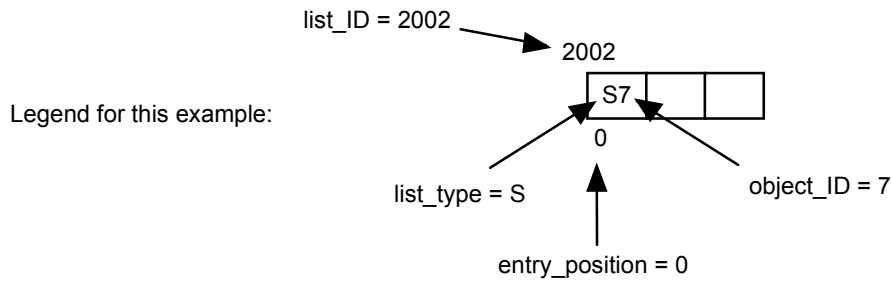 list_ID = 2002
2002
Legend for this example:
S7
0
list_type = S
object_ID = 7
entry_position = 0